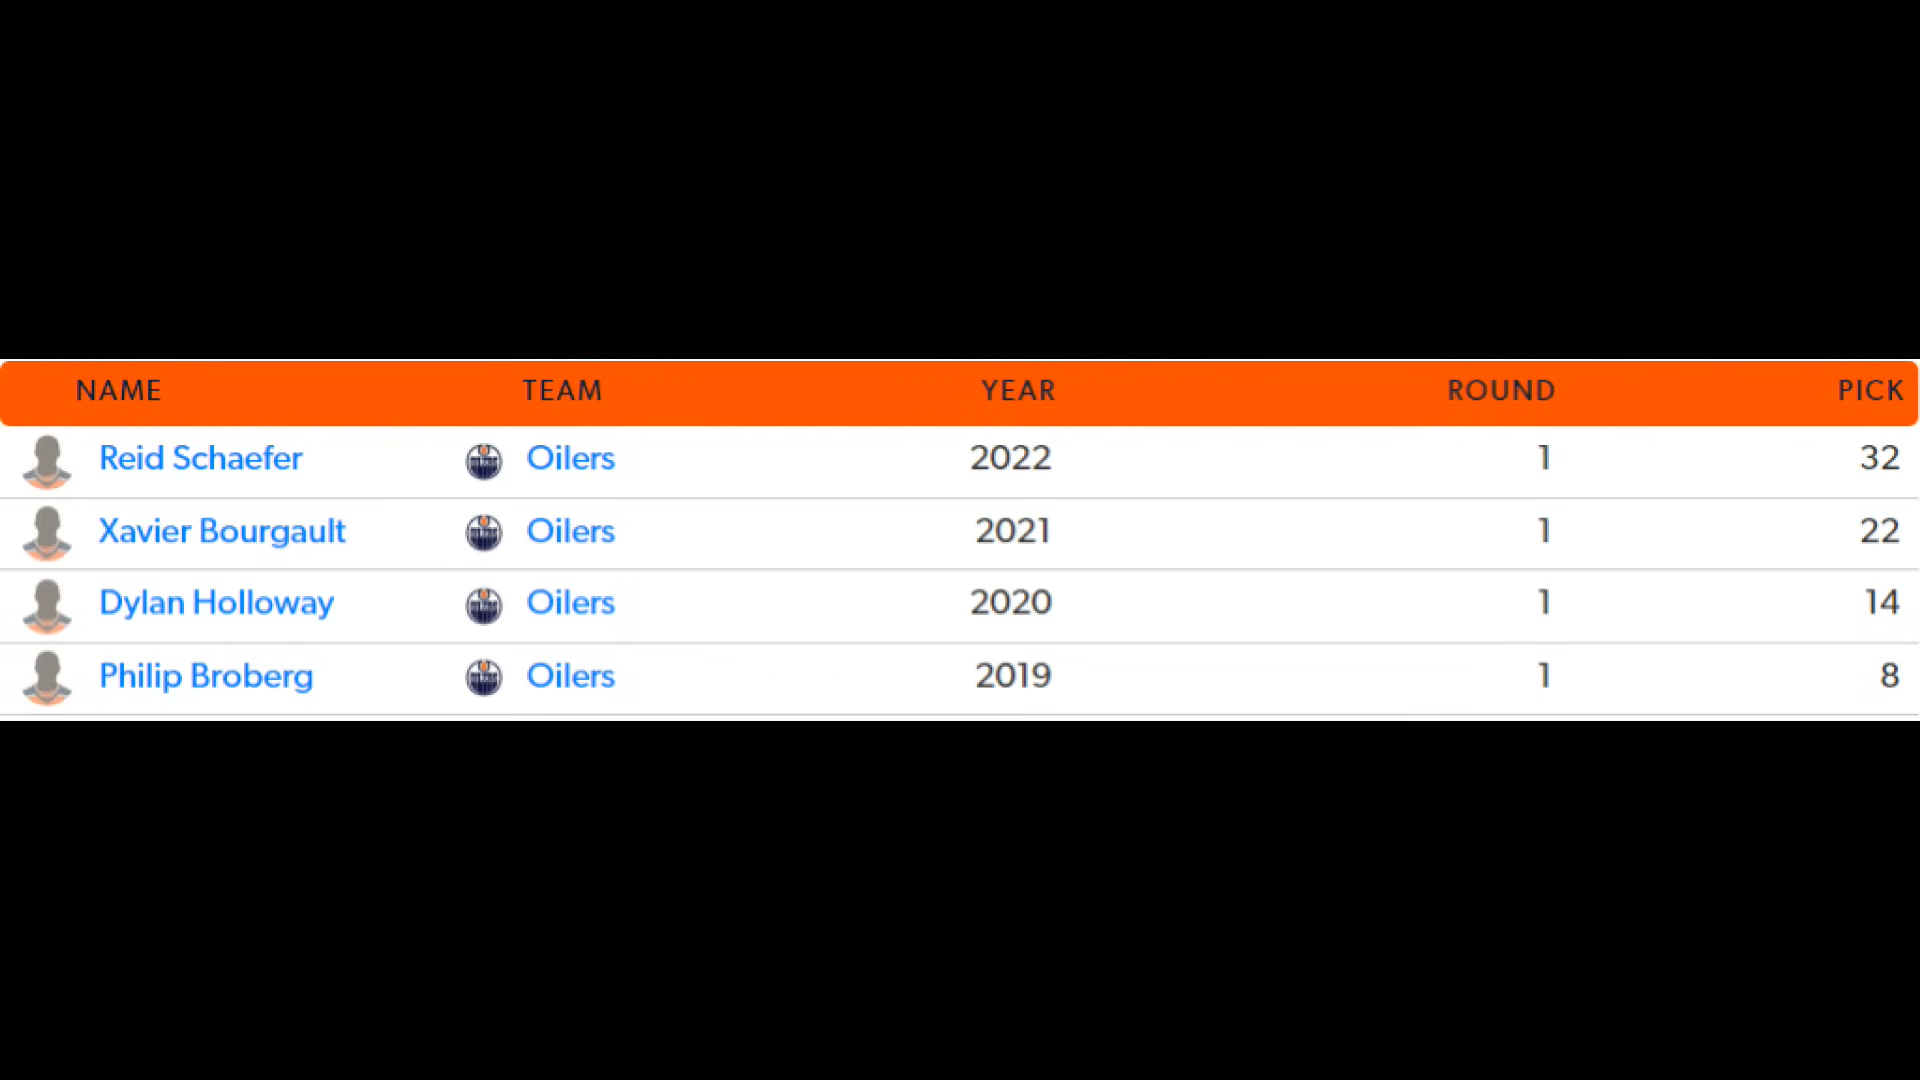 NAME TEAM YEAR ROUND PICK
Reid Schaefer Oilers 2022 1 32
Xavier Bourgault Oilers 2021 1 22
Dylan Holloway Oilers 2020 1 14
Philip Broberg Oilers 2019 1 8